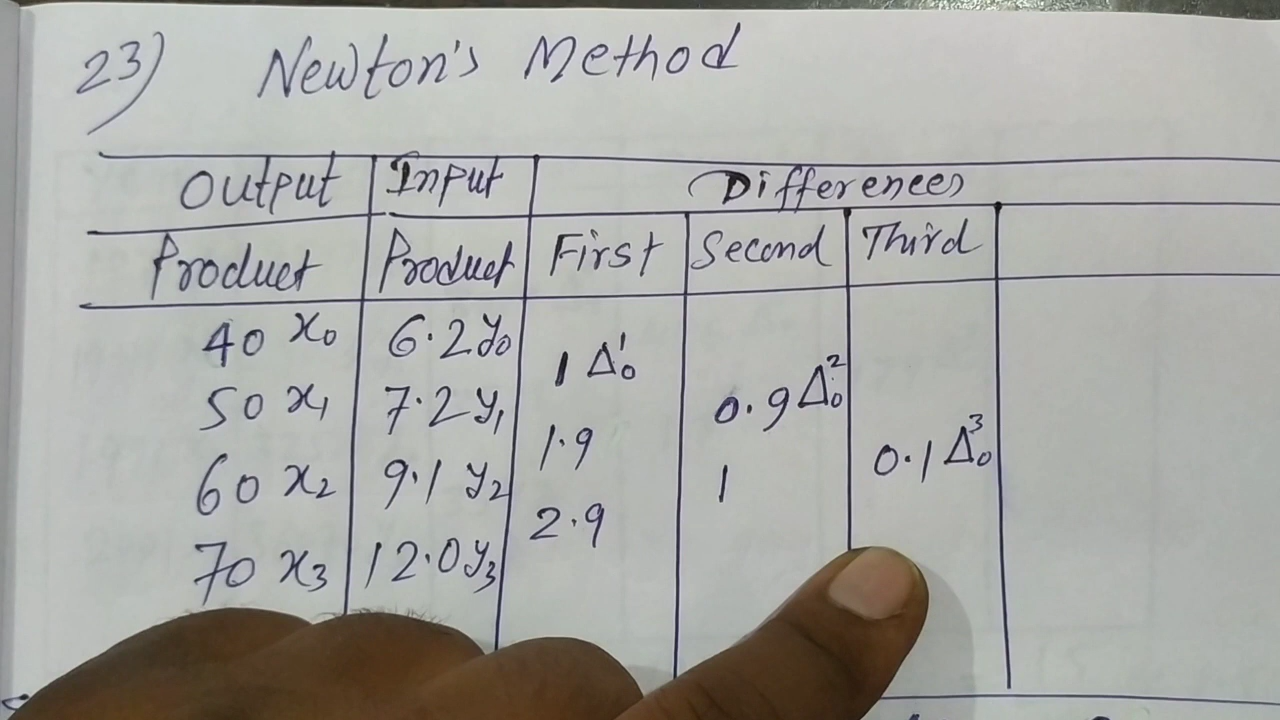 23) Newton's Method
Output Input Differences
Product Product First Second Third
40 x₀ 6.2 y₀
1 Δ¹₀
50 x₁ 7.2 y₁ 0.9 Δ²₀
1.9 0.1 Δ³₀
60 x₂ 9.1 y₂ 1
2.9
70 x₃ 12.0 y₃